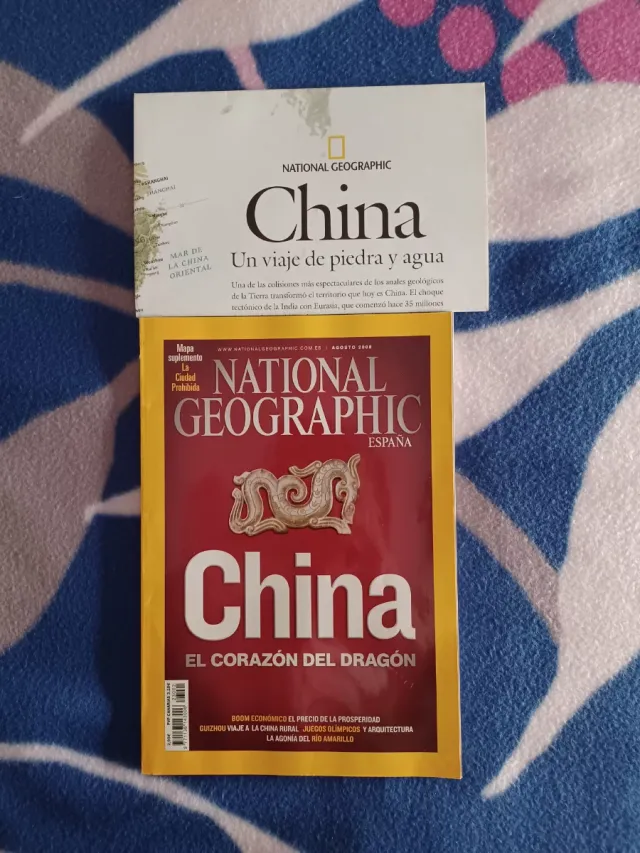 NATIONAL GEOGRAPHIC
China
Un viaje de piedra y agua
Una de las colisiones más espectaculares de los anales geológicos
de la Tierra transformó el territorio que hoy es China. El choque
tectónico de la India con Eurasia, que comenzó hace 35 millones
SHANGHAI
MAR DE
LA CHINA
ORIENTAL
Mapa
suplemento
La
Ciudad
Prohibida
WWW.NATIONALGEOGRAPHIC.COM.ES | AGOSTO 2008
NATIONAL
GEOGRAPHIC
ESPAÑA
China
EL CORAZÓN DEL DRAGÓN
BOOM ECONÓMICO EL PRECIO DE LA PROSPERIDAD
GUIZHOU VIAJE A LA CHINA RURAL JUEGOS OLÍMPICOS Y ARQUITECTURA
LA AGONÍA DEL RÍO AMARILLO